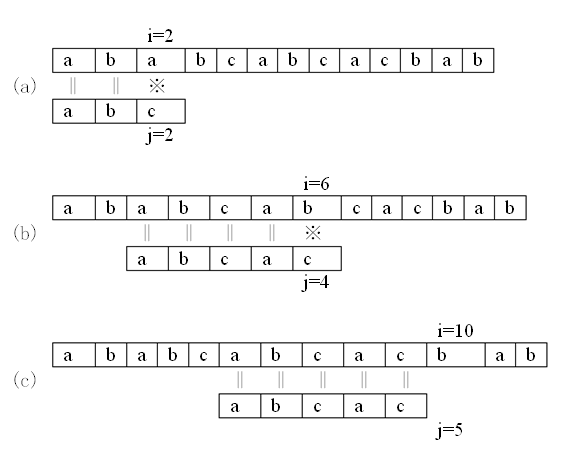 i=2
a b a b c a b c a c b a b
(a)
‖ ‖ ※
a b c
j=2
i=6
a b a b c a b c a c b a b
(b)
‖ ‖ ‖ ‖ ※
a b c a c
j=4
i=10
a b a b c a b c a c b a b
(c)
‖ ‖ ‖ ‖ ‖
a b c a c
j=5